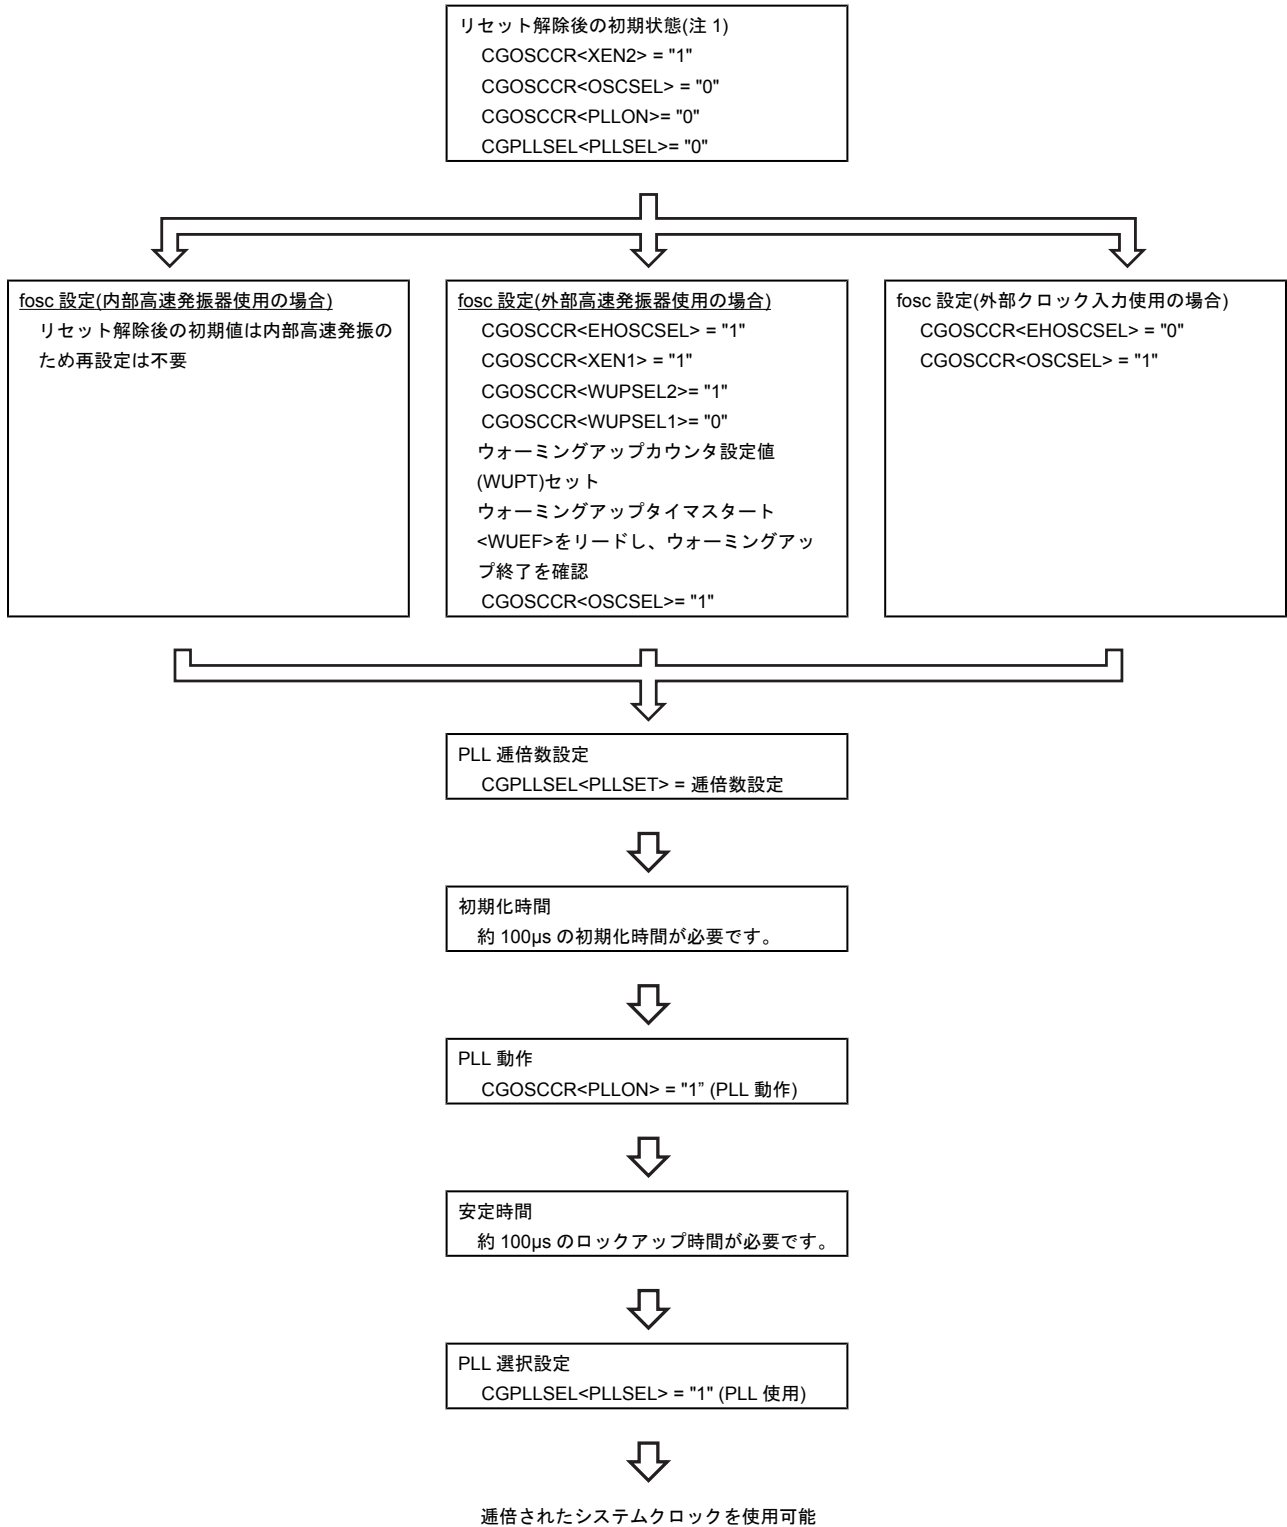 リセット解除後の初期状態(注 1)
CGOSCCR<XEN2> = "1"
CGOSCCR<OSCSEL> = "0"
CGOSCCR<PLLON>= "0"
CGPLLSEL<PLLSEL>= "0"
fosc 設定(内部高速発振器使用の場合)
リセット解除後の初期値は内部高速発振の
ため再設定は不要
fosc 設定(外部高速発振器使用の場合)
CGOSCCR<EHOSCSEL> = "1"
CGOSCCR<XEN1> = "1"
CGOSCCR<WUPSEL2>= "1"
CGOSCCR<WUPSEL1>= "0"
ウォーミングアップカウンタ設定値
(WUPT)セット
ウォーミングアップタイマスタート
<WUEF>をリードし、ウォーミングアッ
プ終了を確認
CGOSCCR<OSCSEL>= "1"
fosc 設定(外部クロック入力使用の場合)
CGOSCCR<EHOSCSEL> = "0"
CGOSCCR<OSCSEL> = "1"
PLL 逓倍数設定
CGPLLSEL<PLLSET> = 逓倍数設定
初期化時間
約 100μs の初期化時間が必要です。
PLL 動作
CGOSCCR<PLLON> = "1” (PLL 動作)
安定時間
約 100μs のロックアップ時間が必要です。
PLL 選択設定
CGPLLSEL<PLLSEL> = "1" (PLL 使用)
逓倍されたシステムクロックを使用可能